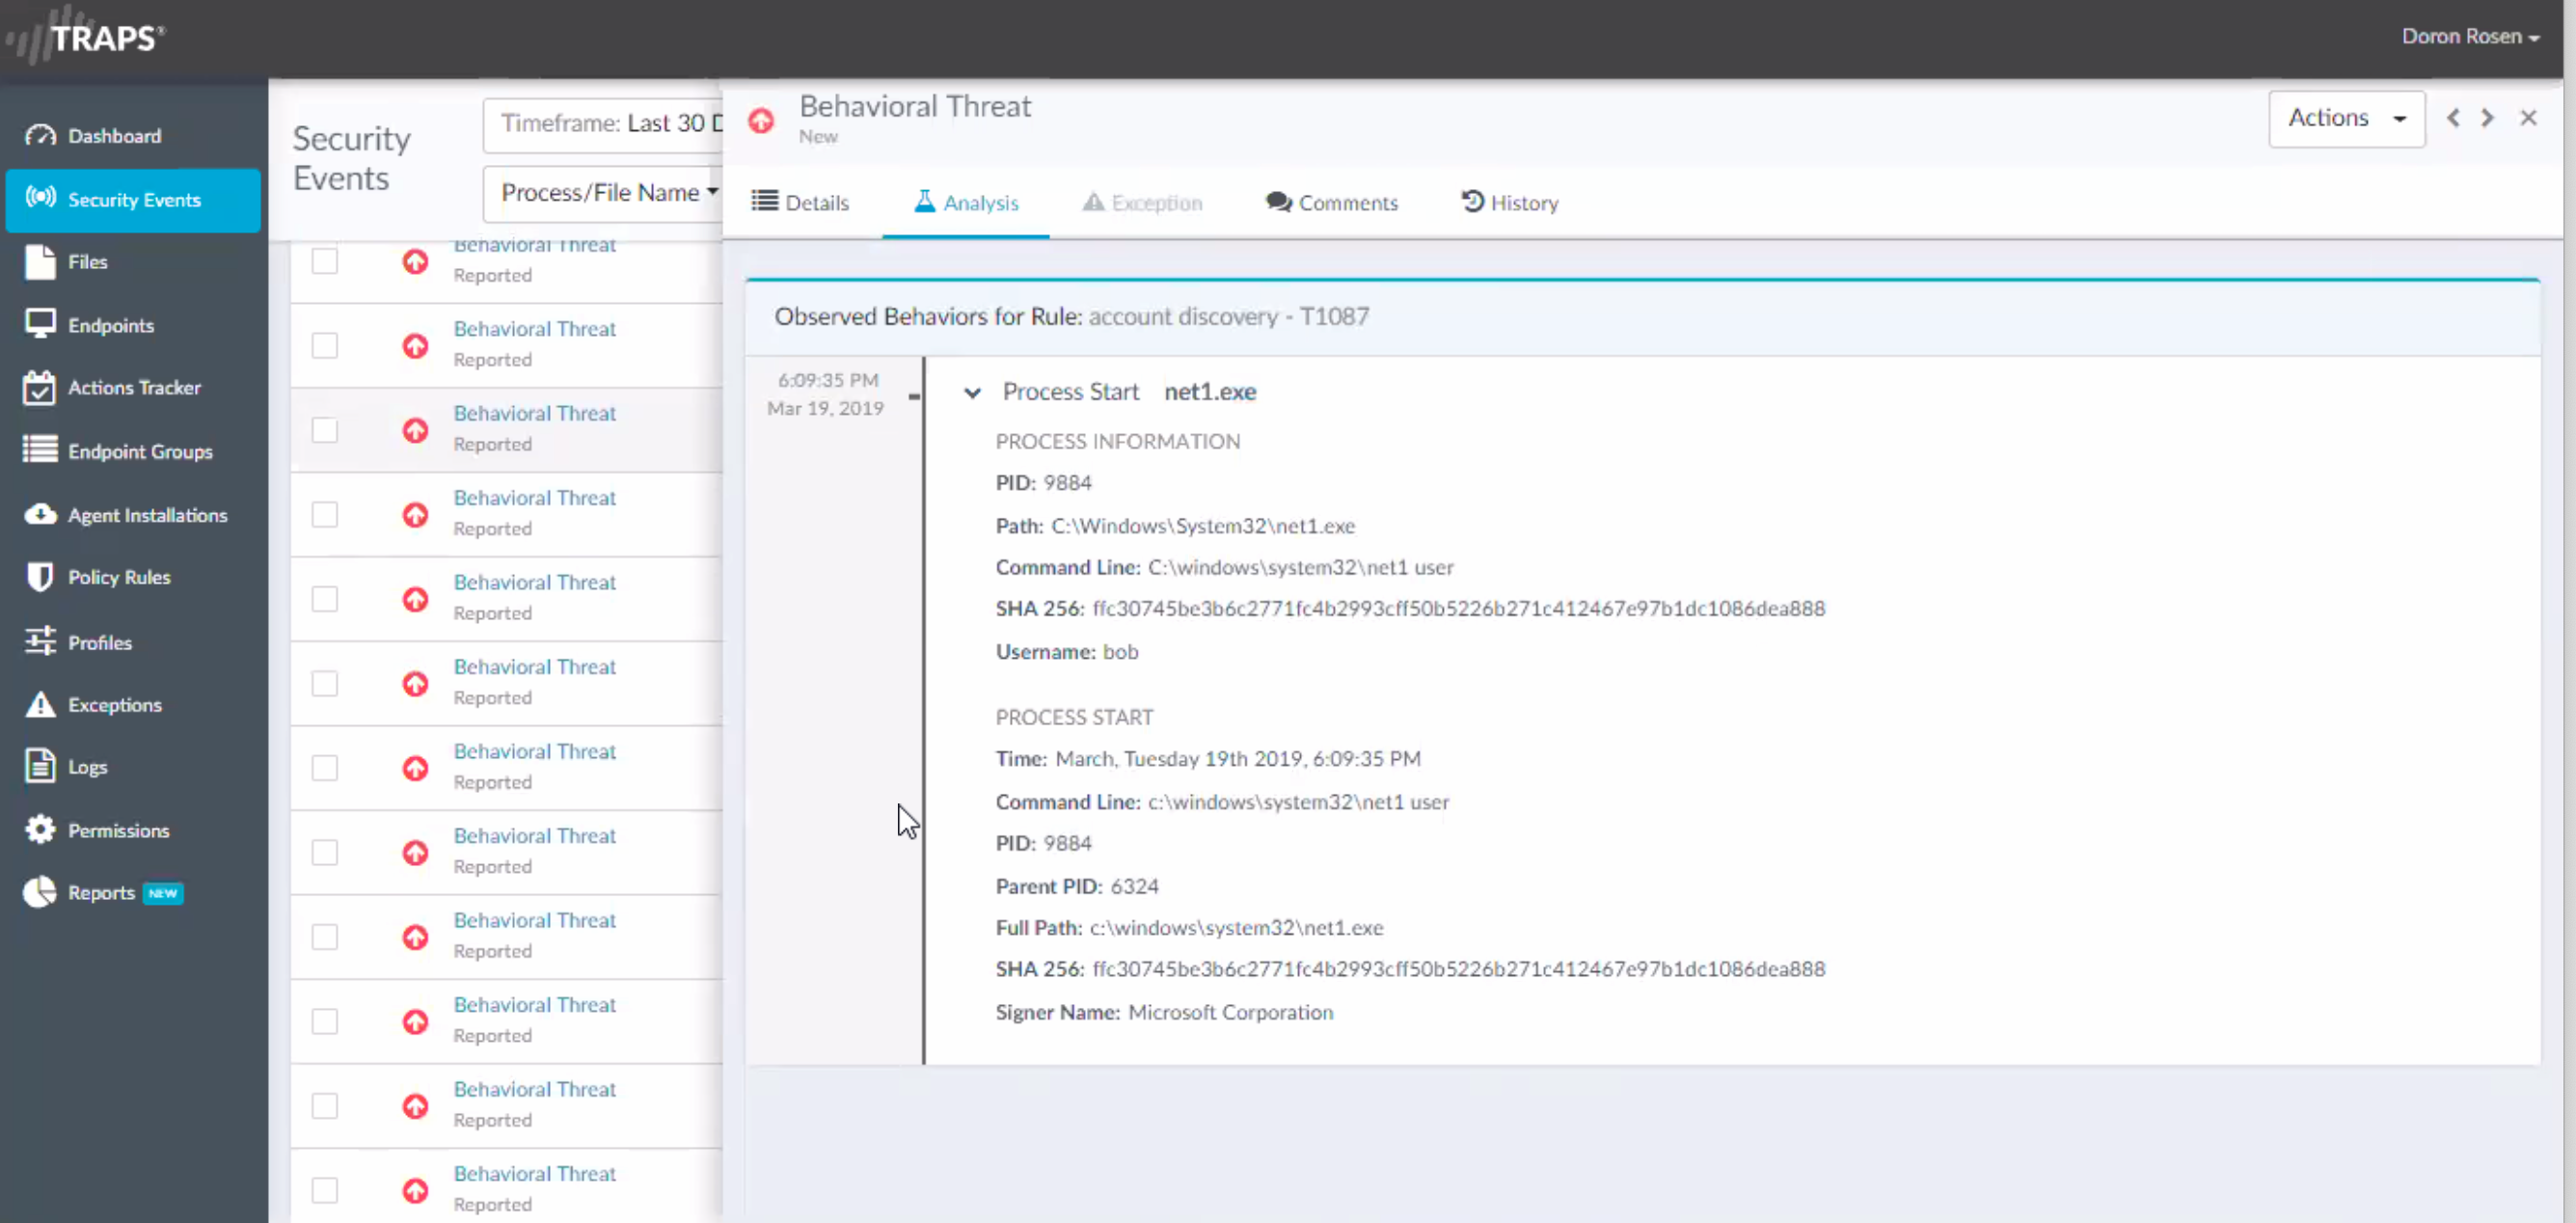 TRAPS®
Doron Rosen
Dashboard
Security Events
Files
Endpoints
Actions Tracker
Endpoint Groups
Agent Installations
Policy Rules
Profiles
Exceptions
Logs
Permissions
Reports NEW
Security
Events
Timeframe: Last 30 D
Process/File Name
Behavioral Threat
Reported
Behavioral Threat
Reported
Behavioral Threat
Reported
Behavioral Threat
Reported
Behavioral Threat
Reported
Behavioral Threat
Reported
Behavioral Threat
Reported
Behavioral Threat
Reported
Behavioral Threat
Reported
Behavioral Threat
Reported
Behavioral Threat
Reported
Behavioral Threat
Reported
Behavioral Threat
New
Actions
Details Analysis Exception Comments History
Observed Behaviors for Rule: account discovery - T1087
6:09:35 PM
Mar 19, 2019
Process Start net1.exe
PROCESS INFORMATION
PID: 9884
Path: C:\Windows\System32\net1.exe
Command Line: C:\windows\system32\net1 user
SHA 256: ffc30745be3b6c2771fc4b2993cff50b5226b271c412467e97b1dc1086dea888
Username: bob
PROCESS START
Time: March, Tuesday 19th 2019, 6:09:35 PM
Command Line: c:\windows\system32\net1 user
PID: 9884
Parent PID: 6324
Full Path: c:\windows\system32\net1.exe
SHA 256: ffc30745be3b6c2771fc4b2993cff50b5226b271c412467e97b1dc1086dea888
Signer Name: Microsoft Corporation